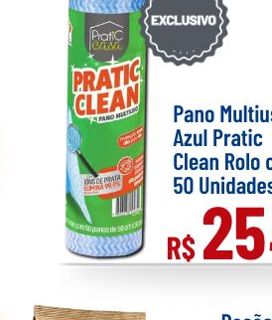 EXCLUSIVO
PratiC
casa
PRATIC
CLEAN
PANO MULTIUSO
ÍONS DE PRATA
ELIMINA 99,9%
Pano Multius
Azul Pratic
Clean Rolo c
50 Unidades
R$ 25